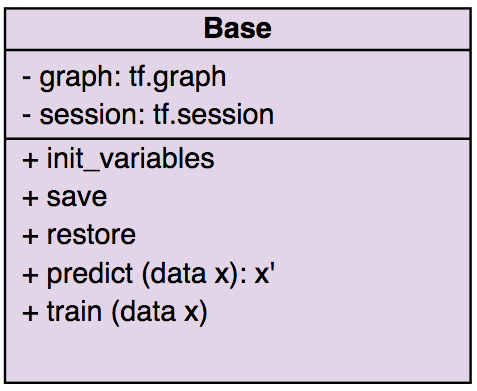 Base
- graph: tf.graph
- session: tf.session
+ init_variables
+ save
+ restore
+ predict (data x): x'
+ train (data x)